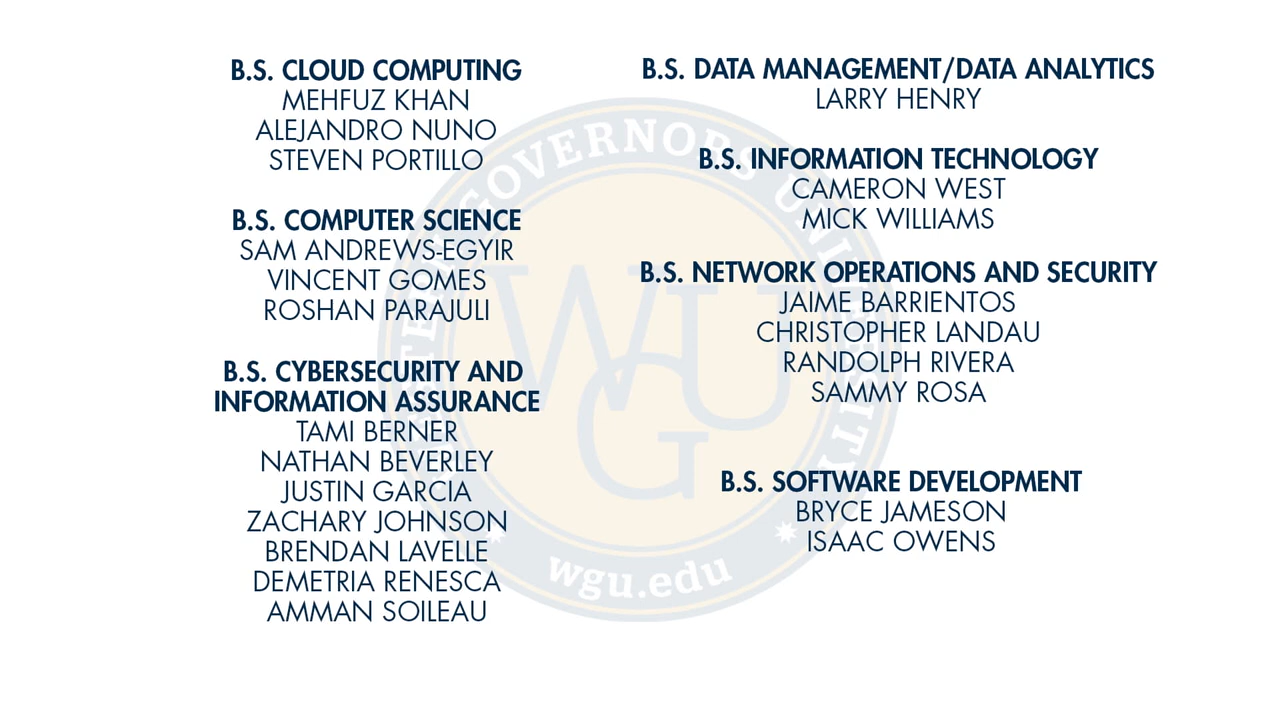 B.S. CLOUD COMPUTING
MEHFUZ KHAN
ALEJANDRO NUNO
STEVEN PORTILLO
B.S. COMPUTER SCIENCE
SAM ANDREWS-EGYIR
VINCENT GOMES
ROSHAN PARAJULI
B.S. CYBERSECURITY AND
INFORMATION ASSURANCE
TAMI BERNER
NATHAN BEVERLEY
JUSTIN GARCIA
ZACHARY JOHNSON
BRENDAN LAVELLE
DEMETRIA RENESCA
AMMAN SOILEAU
B.S. DATA MANAGEMENT/DATA ANALYTICS
LARRY HENRY
B.S. INFORMATION TECHNOLOGY
CAMERON WEST
MICK WILLIAMS
B.S. NETWORK OPERATIONS AND SECURITY
JAIME BARRIENTOS
CHRISTOPHER LANDAU
RANDOLPH RIVERA
SAMMY ROSA
B.S. SOFTWARE DEVELOPMENT
BRYCE JAMESON
ISAAC OWENS
GOVERNORS UNIVERSITY
WGU
wgu.edu